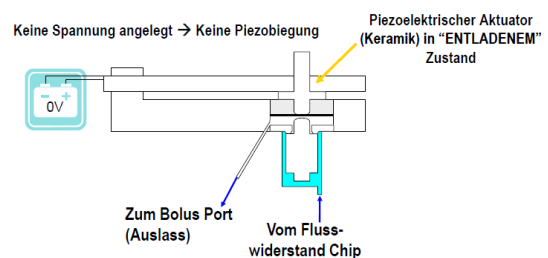 Keine Spannung angelegt → Keine Piezobiegung
Piezoelektrischer Aktuator
(Keramik) in “ENTLADENEM”
Zustand
- +
0V
Zum Bolus Port
(Auslass)
Vom Fluss-
widerstand Chip